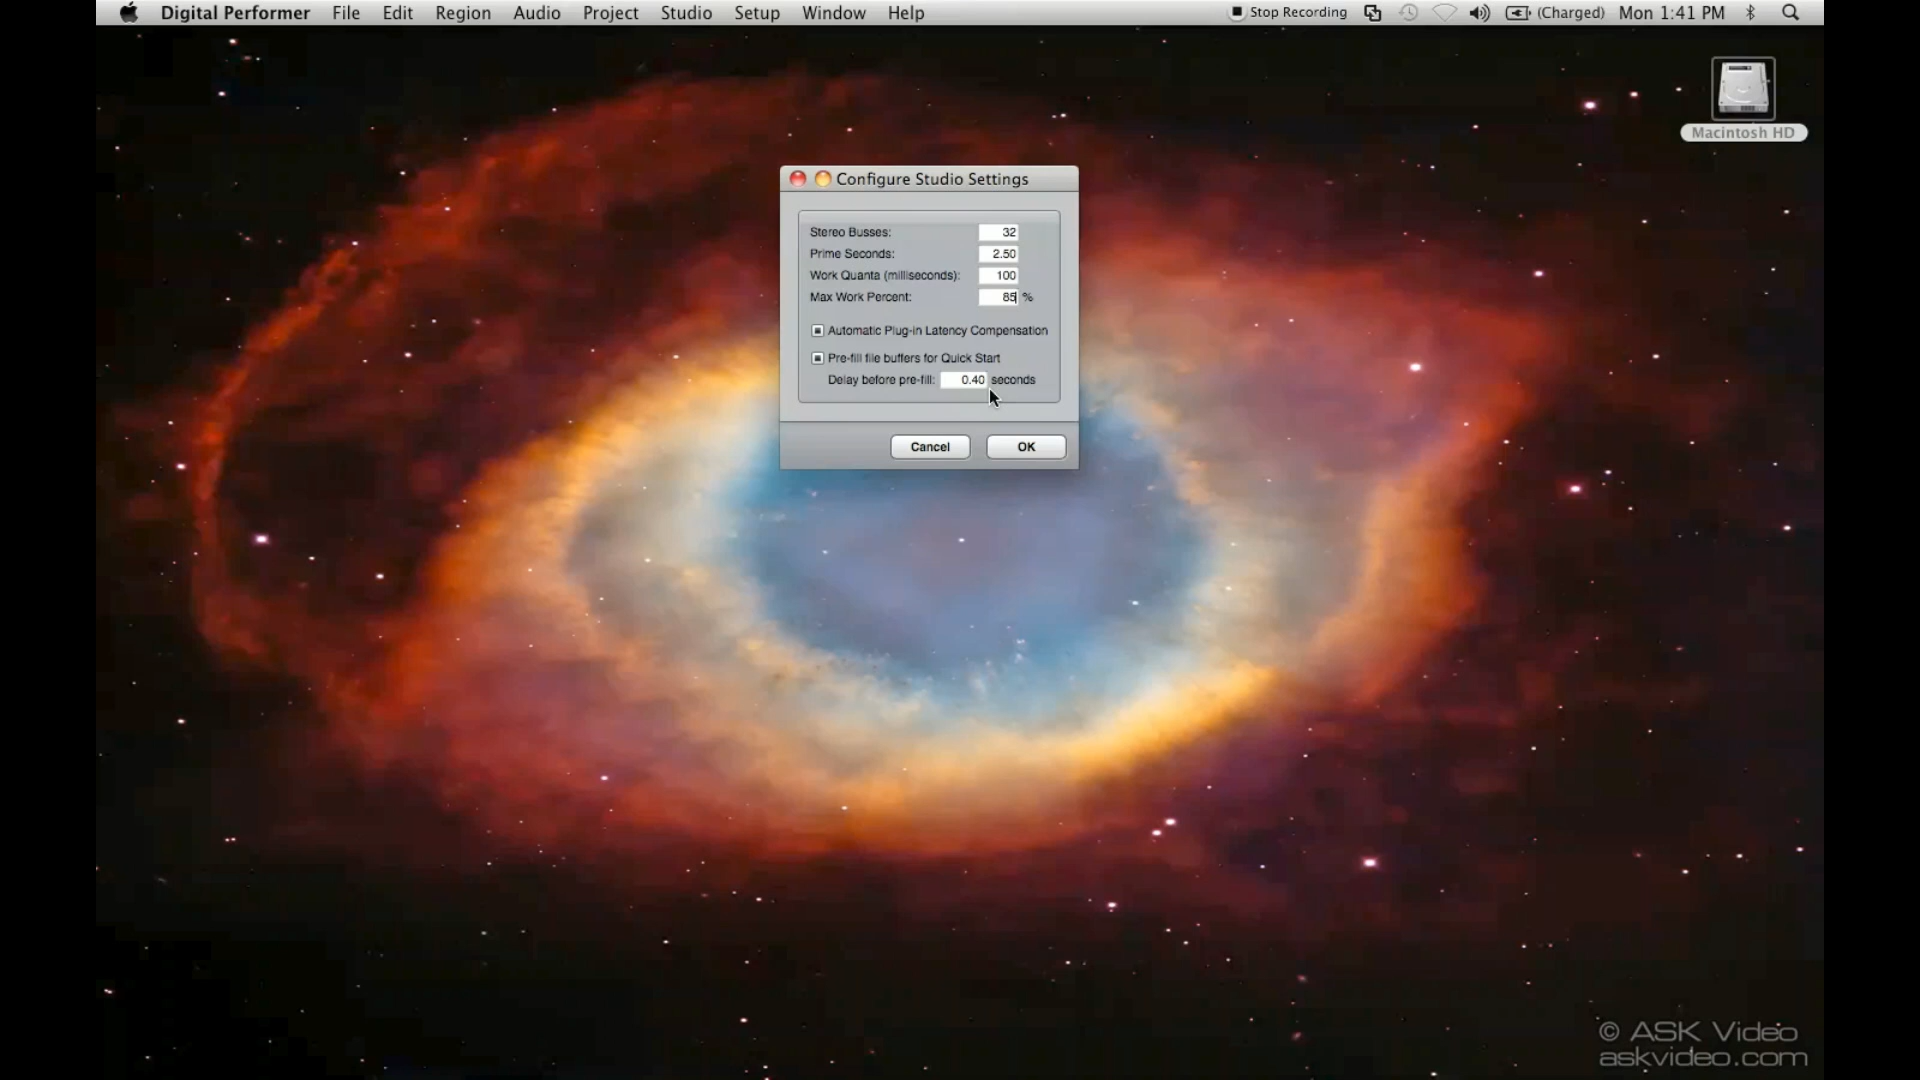 Digital Performer File Edit Region Audio Project Studio Setup Window Help Stop Recording (Charged) Mon 1:41 PM
Macintosh HD
Configure Studio Settings
Stereo Busses: 32
Prime Seconds: 2.50
Work Quanta (milliseconds): 100
Max Work Percent: 85 %
Automatic Plug-in Latency Compensation
Pre-fill file buffers for Quick Start
Delay before pre-fill: 0.40 seconds
Cancel OK
© ASK Video
askvideo.com